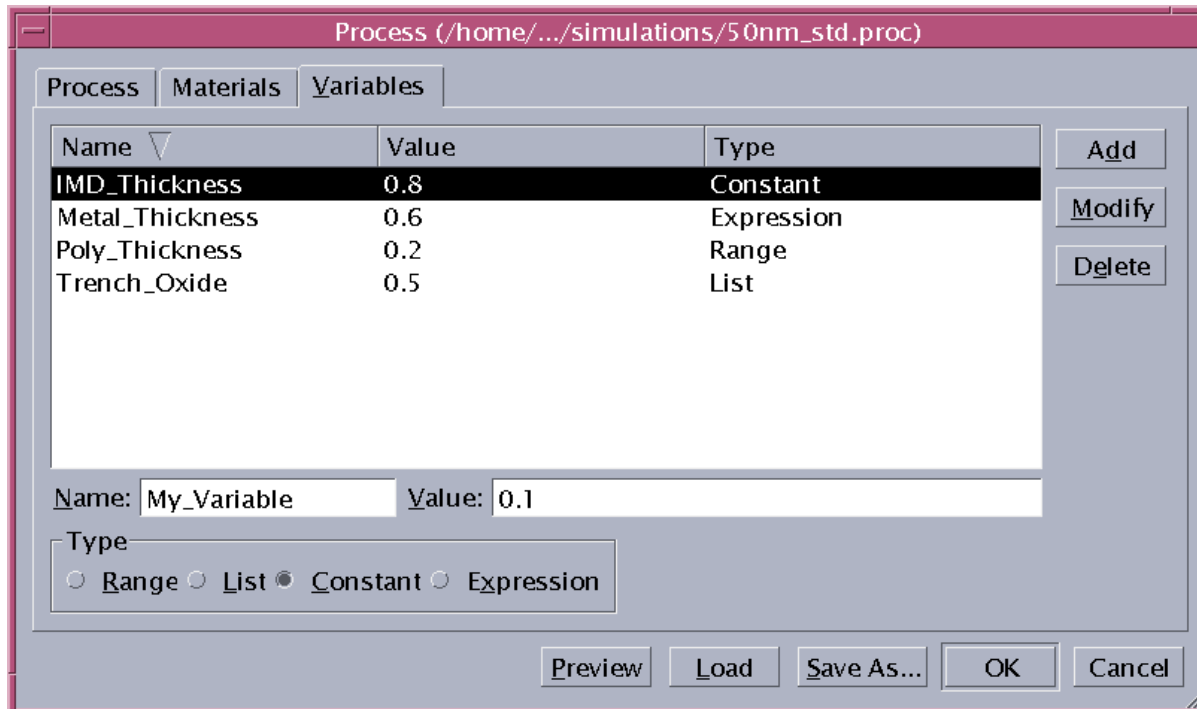 Process (/home/.../simulations/50nm_std.proc)
Process Materials Variables
Name Value Type
IMD_Thickness 0.8 Constant
Metal_Thickness 0.6 Expression
Poly_Thickness 0.2 Range
Trench_Oxide 0.5 List
Add
Modify
Delete
Name: My_Variable Value: 0.1
Type
Range List Constant Expression
Preview Load Save As... OK Cancel